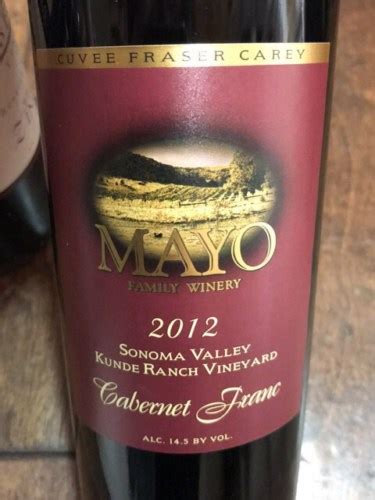 CUVEE FRASER CAREY
MAYO
FAMILY WINERY
2012
SONOMA VALLEY
KUNDE RANCH VINEYARD
Cabernet Franc
ALC. 14.5 BY VOL.